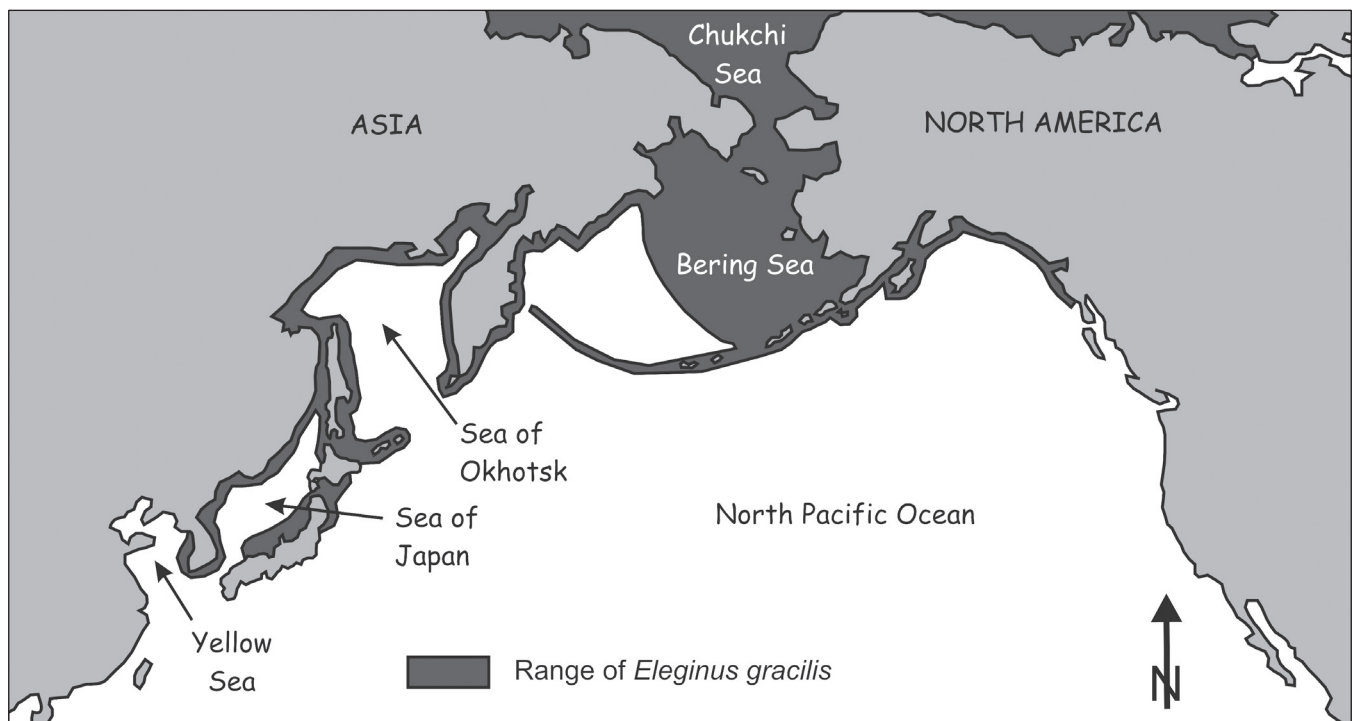 Chukchi
Sea
ASIA
NORTH AMERICA
Bering Sea
Sea of
Okhotsk
Sea of
Japan
North Pacific Ocean
Yellow
Sea
Range of Eleginus gracilis
N